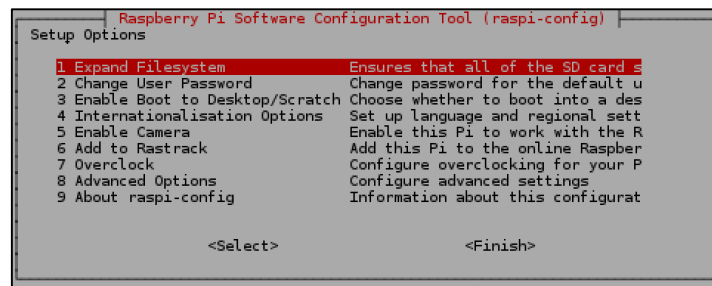 Raspberry Pi Software Configuration Tool (raspi-config)
Setup Options
1 Expand Filesystem Ensures that all of the SD card s
2 Change User Password Change password for the default u
3 Enable Boot to Desktop/Scratch Choose whether to boot into a des
4 Internationalisation Options Set up language and regional sett
5 Enable Camera Enable this Pi to work with the R
6 Add to Rastrack Add this Pi to the online Raspber
7 Overclock Configure overclocking for your P
8 Advanced Options Configure advanced settings
9 About raspi-config Information about this configurat
<Select> <Finish>